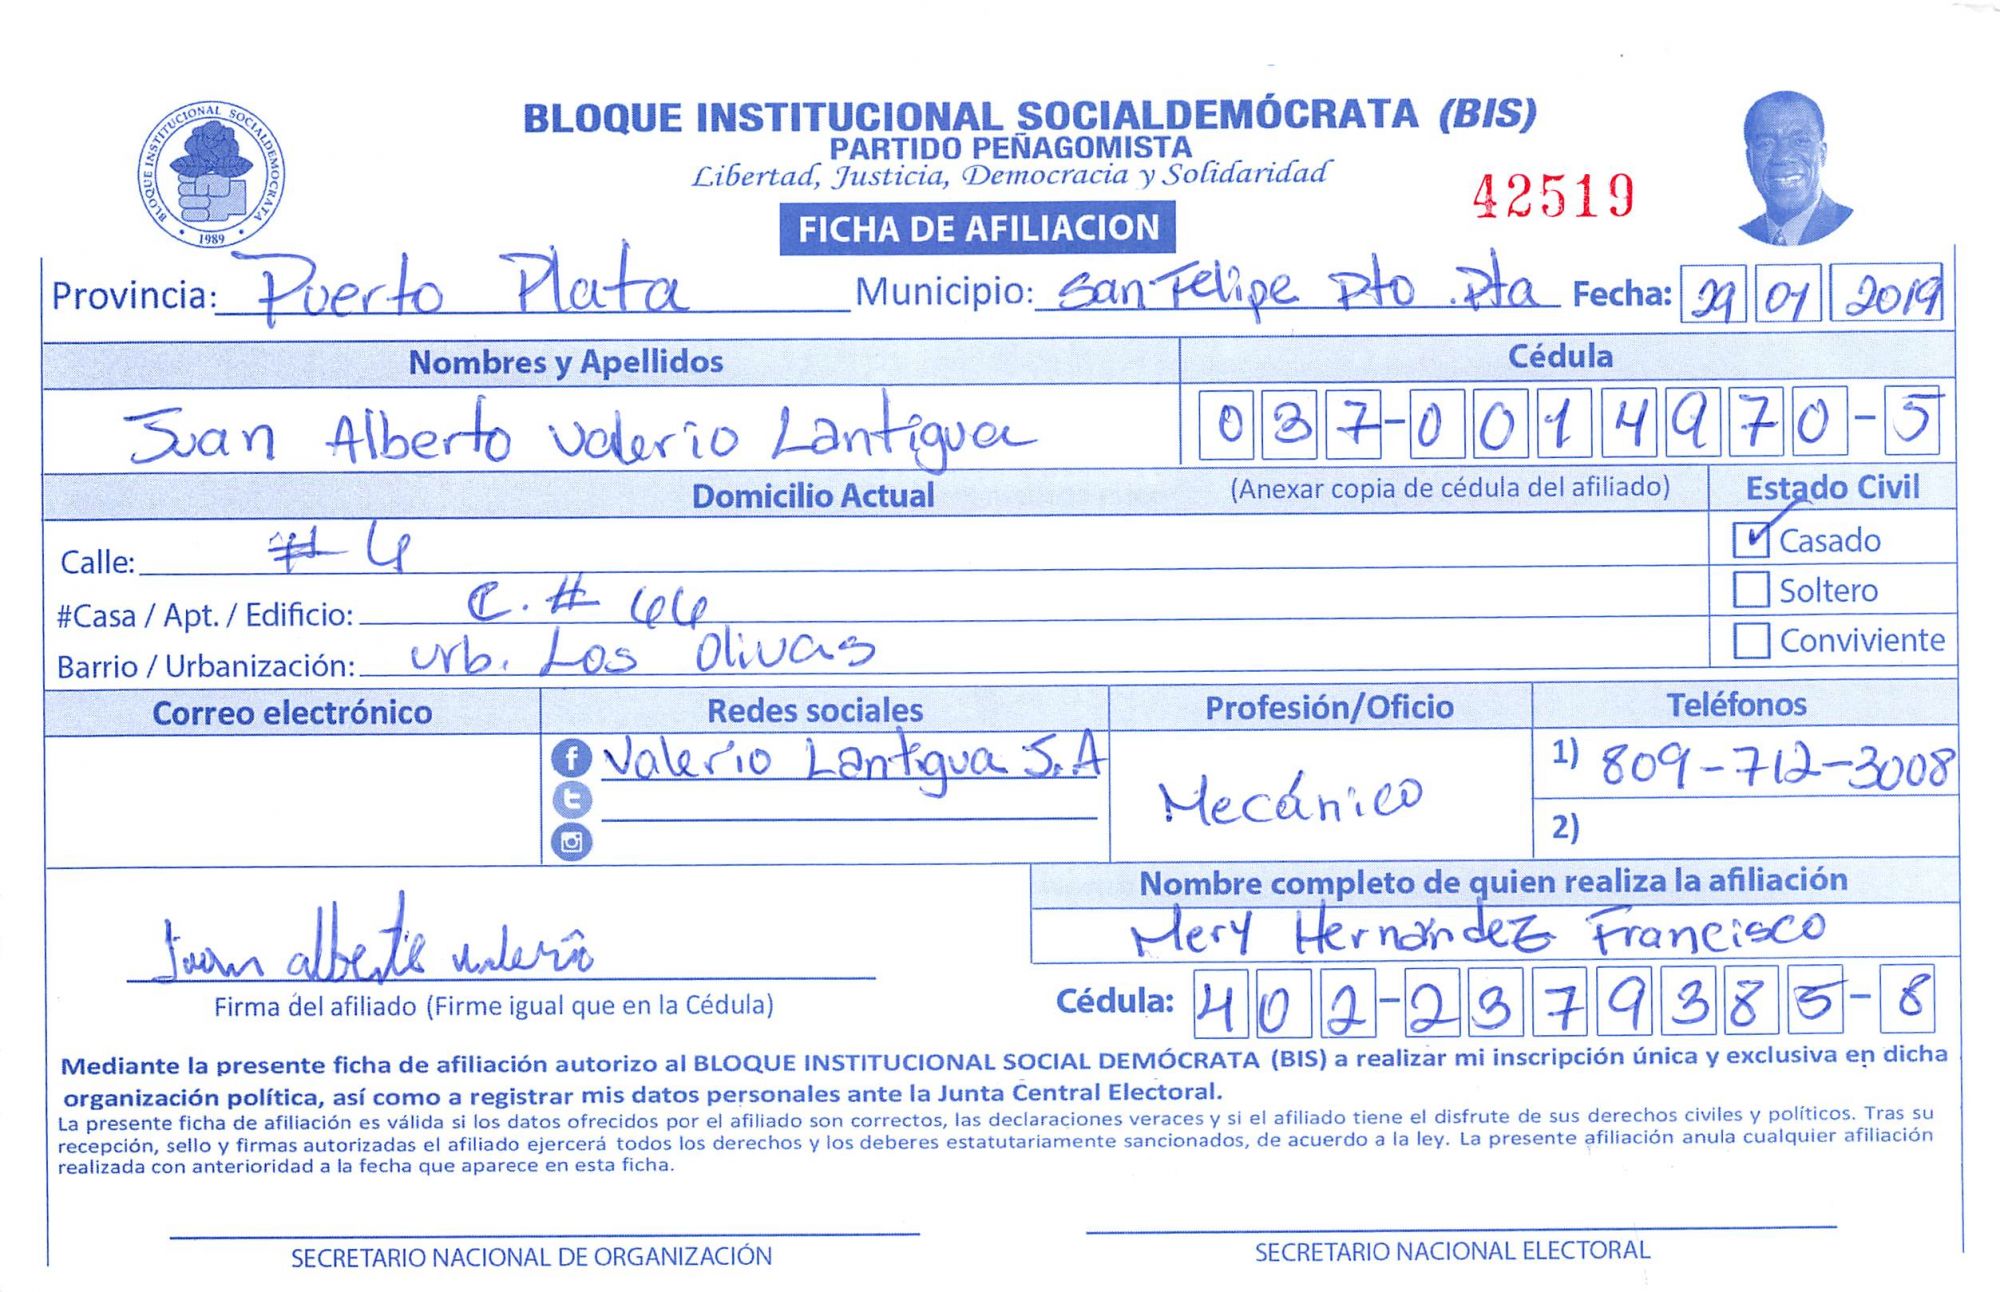 BLOQUE INSTITUCIONAL SOCIALDEMOCRATA
1989
BLOQUE INSTITUCIONAL SOCIALDEMÓCRATA (BIS)
PARTIDO PEÑAGOMISTA
Libertad, Justicia, Democracia y Solidaridad
42519
FICHA DE AFILIACION
Provincia: Puerto Plata Municipio: San Felipe Pto. Pta Fecha: 29 01 2019
Nombres y Apellidos Cédula
Juan Alberto Valerio Lantigua 037-0014970-5
Domicilio Actual (Anexar copia de cédula del afiliado) Estado Civil
Calle: # 4 ✓ Casado
#Casa / Apt. / Edificio: C. # 44 Soltero
Barrio / Urbanización: Urb. Los Olivas Conviviente
Correo electrónico Redes sociales Profesión/Oficio Teléfonos
Valerio Lantigua S.A Mecánico 1) 809-712-3008
2)
Nombre completo de quien realiza la afiliación
Mery Hernández Francisco
Juan alberto valerio
Firma del afiliado (Firme igual que en la Cédula) Cédula: 402-2379385-8
Mediante la presente ficha de afiliación autorizo al BLOQUE INSTITUCIONAL SOCIAL DEMÓCRATA (BIS) a realizar mi inscripción única y exclusiva en dicha
organización política, así como a registrar mis datos personales ante la Junta Central Electoral.
La presente ficha de afiliación es válida si los datos ofrecidos por el afiliado son correctos, las declaraciones veraces y si el afiliado tiene el disfrute de sus derechos civiles y políticos. Tras su
recepción, sello y firmas autorizadas el afiliado ejercerá todos los derechos y los deberes estatutariamente sancionados, de acuerdo a la ley. La presente afiliación anula cualquier afiliación
realizada con anterioridad a la fecha que aparece en esta ficha.
SECRETARIO NACIONAL DE ORGANIZACIÓN SECRETARIO NACIONAL ELECTORAL